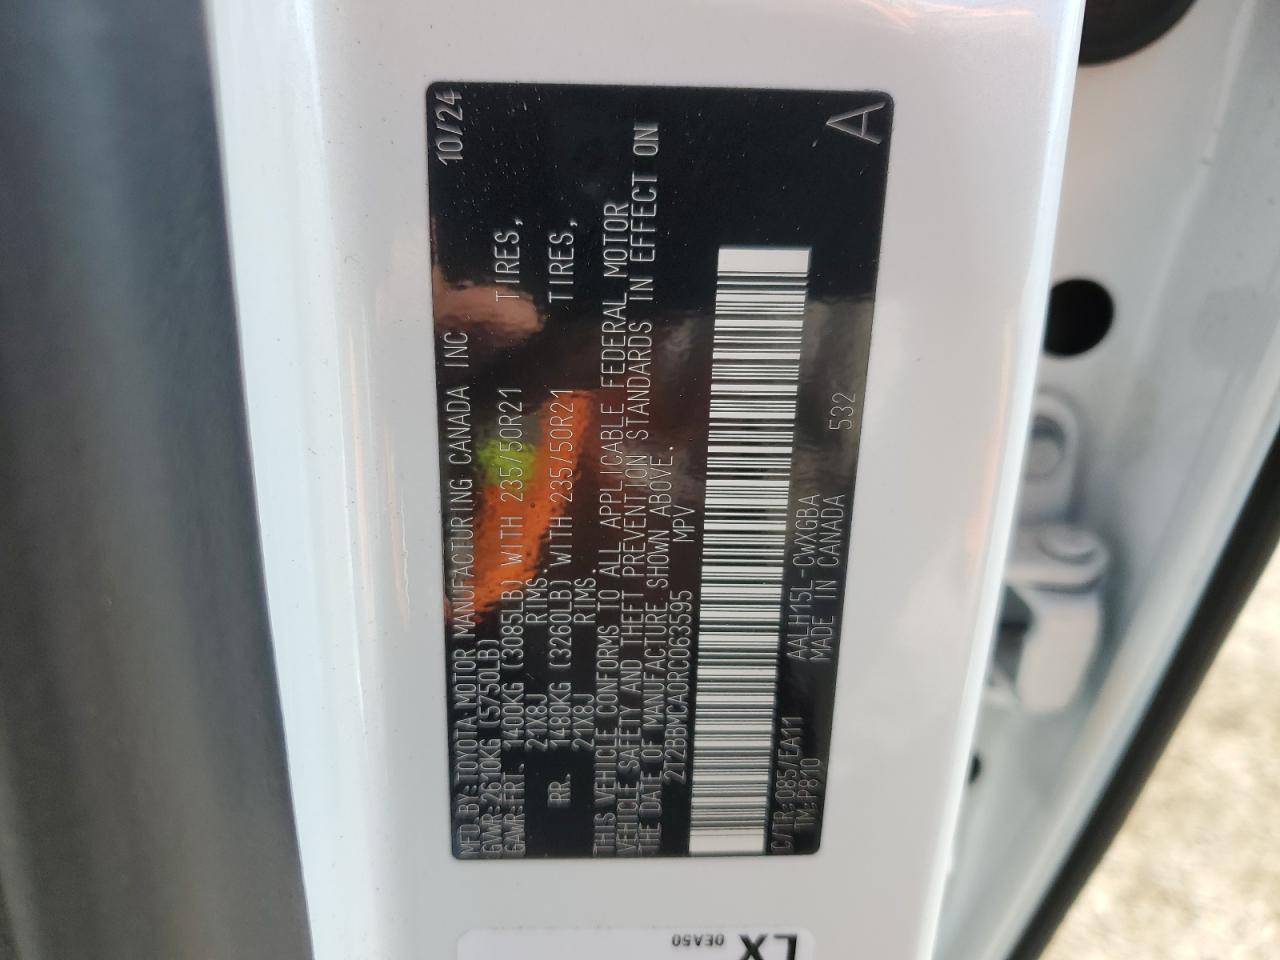 MFD.BY:TOYOTA MOTOR MANUFACTURING CANADA INC 10/24
GVWR:2610KG (5750LB)
GAWR:FRT. 1400KG (3085LB) WITH 235/50R21 TIRES,
21X8J RIMS
RR. 1480KG (3260LB) WITH 235/50R21 TIRES,
21X8J RIMS.
THIS VEHICLE CONFORMS TO ALL APPLICABLE FEDERAL MOTOR
VEHICLE SAFETY AND THEFT PREVENTION STANDARDS IN EFFECT ON
THE DATE OF MANUFACTURE SHOWN ABOVE.
2T2BBMCA0RC063595 MPV
C/TR:085/EA11 AALH15L-CWXGBA
TM:P810 MADE IN CANADA 532 A
LX
0EA50